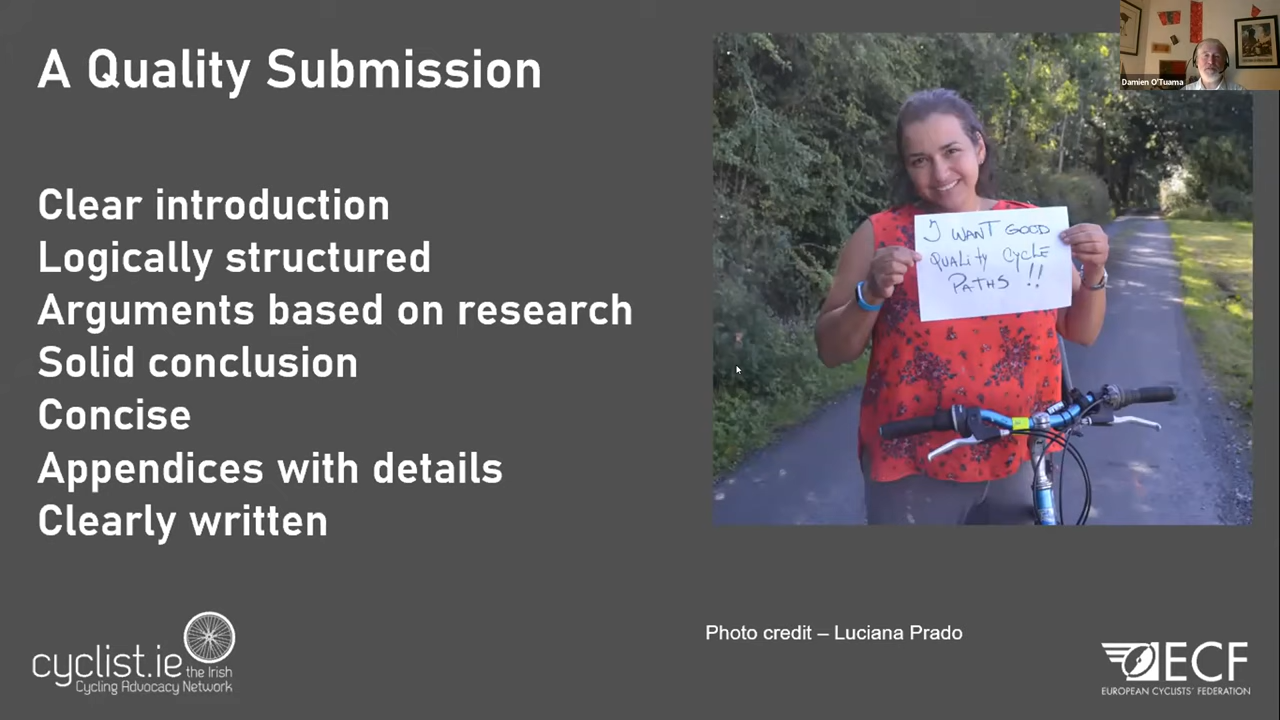 A Quality Submission
Damien O'Tuama
Clear introduction
Logically structured
Arguments based on research
Solid conclusion
Concise
Appendices with details
Clearly written
I WANT GOOD
QUALITY CYCLE
PATHS !!
Photo credit – Luciana Prado
cyclist.ie the Irish
Cycling Advocacy Network
ECF
EUROPEAN CYCLISTS' FEDERATION